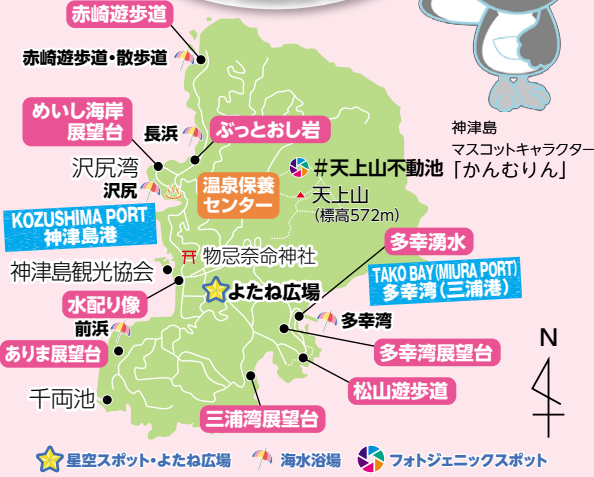 赤崎遊歩道
赤崎遊歩道・散歩道
めいし海岸
展望台
長浜
ぶっとおし岩
神津島
マスコットキャラクター
「かんむりん」
沢尻湾
沢尻
温泉保養
センター
#天上山不動池
天上山
(標高572m)
KOZUSHIMA PORT
神津島港
物忌奈命神社
多幸湧水
神津島観光協会
TAKO BAY(MIURA PORT)
多幸湾(三浦港)
水配り像
よたね広場
前浜
多幸湾
ありま展望台
多幸湾展望台
松山遊歩道
千両池
三浦湾展望台
N
星空スポット・よたね広場
海水浴場
フォトジェニックスポット